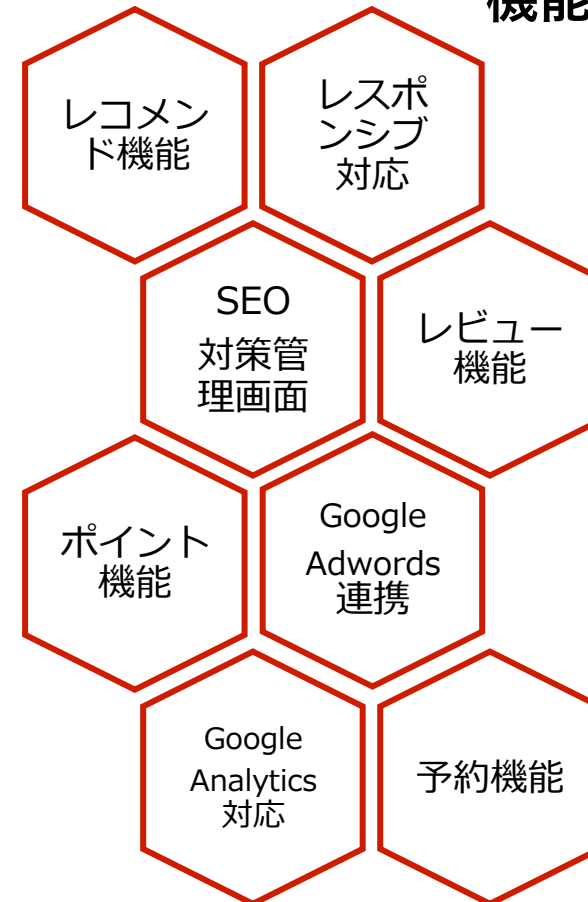 機能
レコメン
ド機能
レスポ
ンシブ
対応
SEO
対策管
理画面
レビュー
機能
ポイント
機能
Google
Adwords
連携
Google
Analytics
対応
予約機能